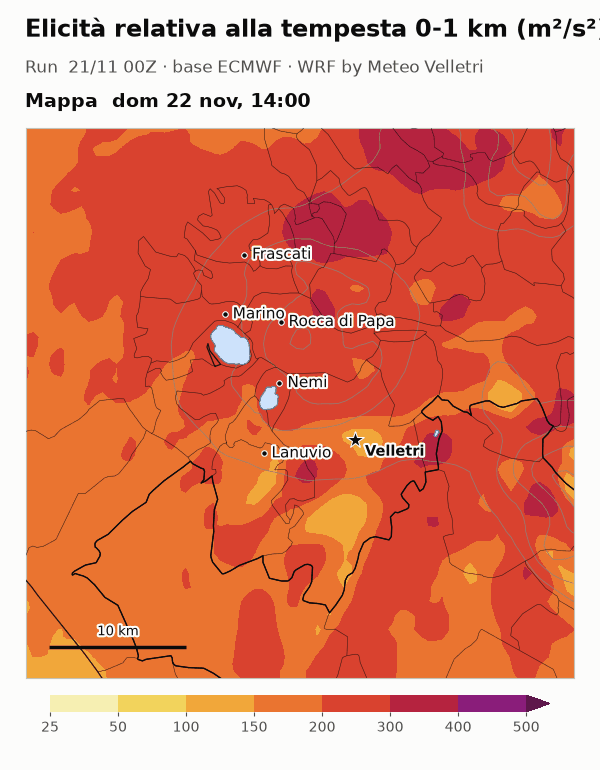 Elicità relativa alla tempesta 0-1 km (m²/s²)
Run  21/11 00Z · base ECMWF · WRF by Meteo Velletri
Mappa  dom 22 nov, 14:00
Frascati
Marino
Rocca di Papa
Nemi
Velletri
Lanuvio
10 km
25 50 100 150 200 300 400 500